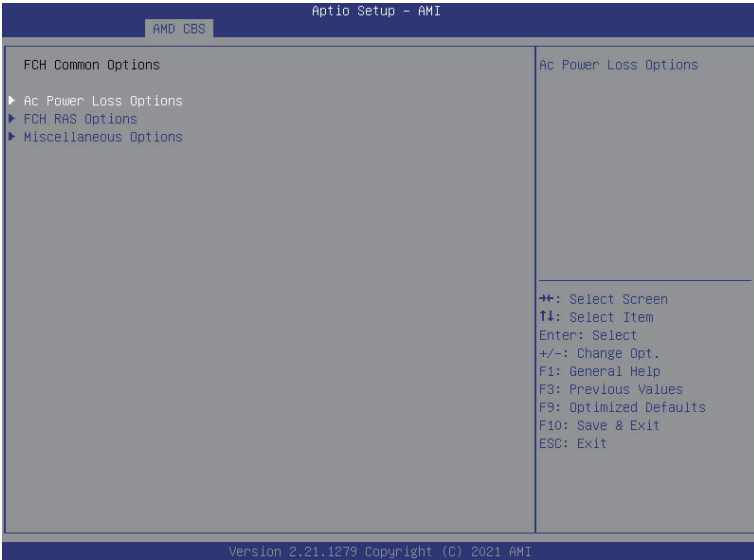 Aptio Setup – AMI
AMD CBS
FCH Common Options
Ac Power Loss Options
FCH RAS Options
Miscellaneous Options
Ac Power Loss Options
→←: Select Screen
↑↓: Select Item
Enter: Select
+/-: Change Opt.
F1: General Help
F3: Previous Values
F9: Optimized Defaults
F10: Save & Exit
ESC: Exit
Version 2.21.1279 Copyright (C) 2021 AMI